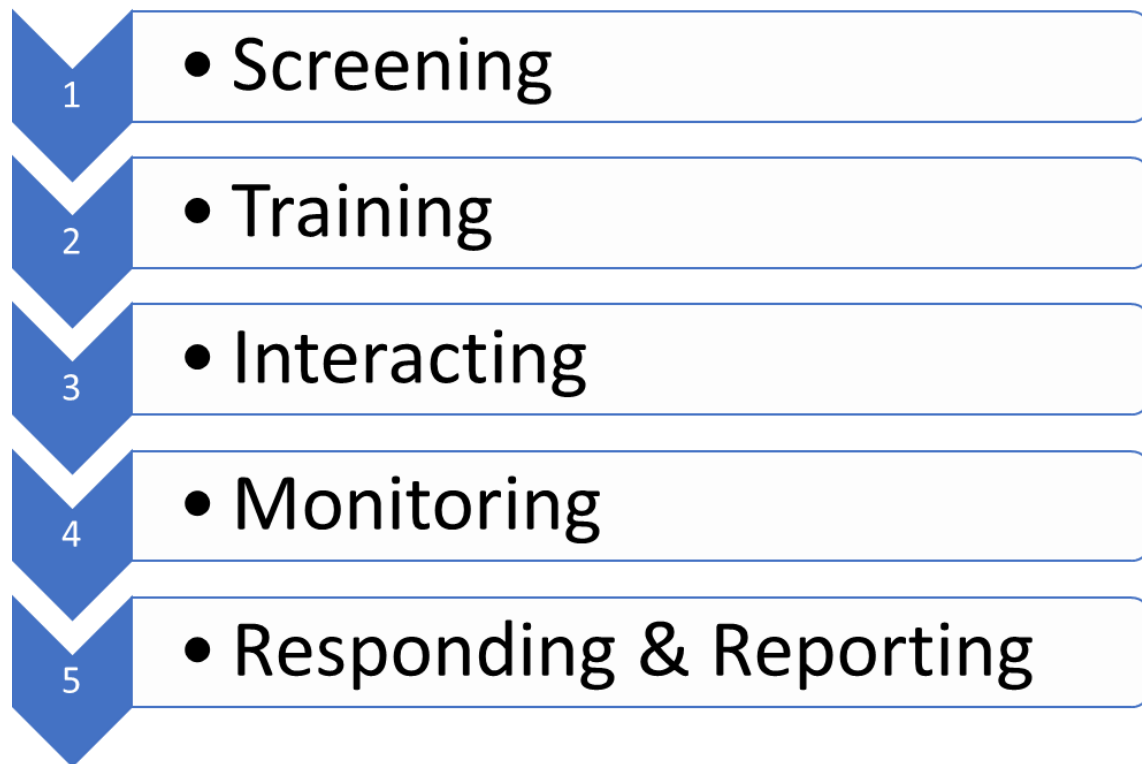 1
• Screening
2
• Training
3
• Interacting
4
• Monitoring
5
• Responding & Reporting